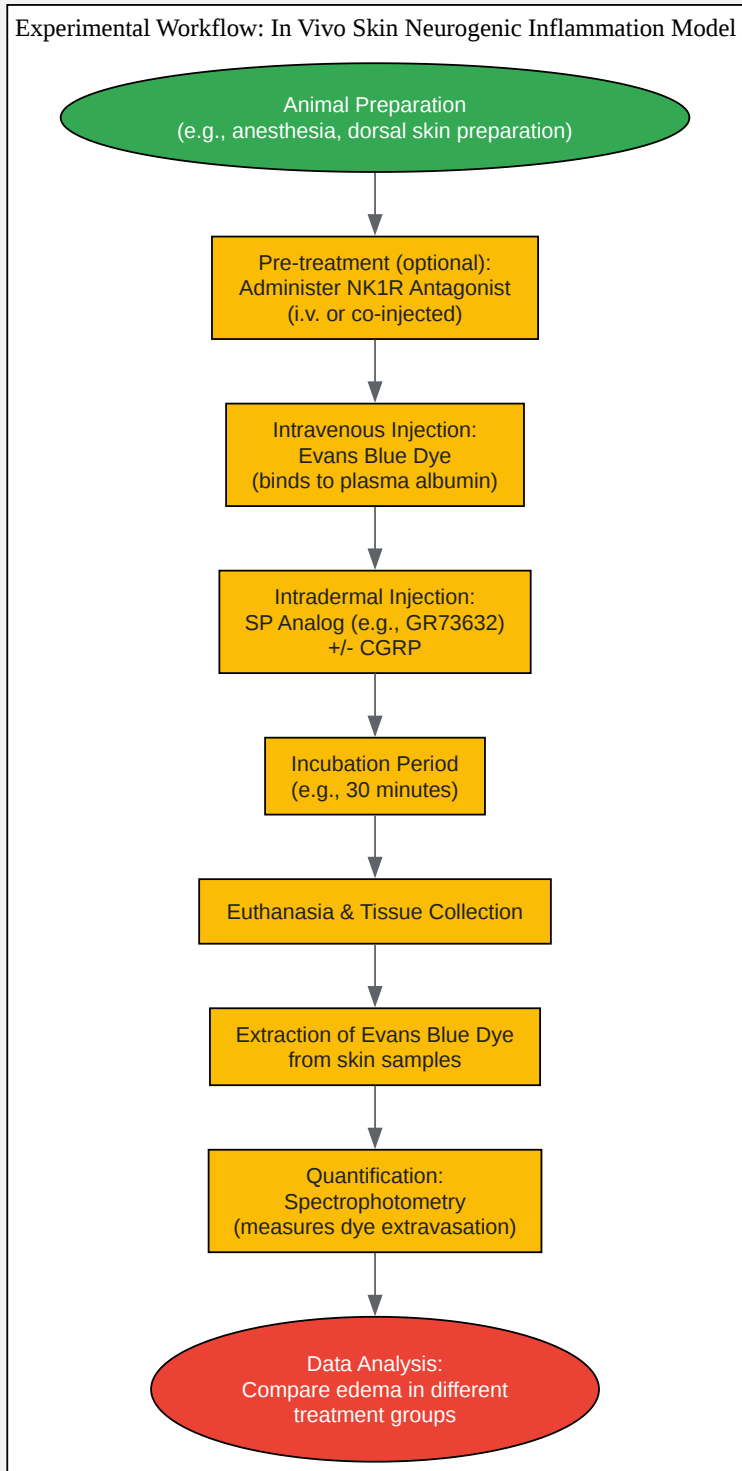 Experimental Workflow: In Vivo Skin Neurogenic Inflammation Model
Animal Preparation
(e.g., anesthesia, dorsal skin preparation)
Pre-treatment (optional):
Administer NK1R Antagonist
(i.v. or co-injected)
Intravenous Injection:
Evans Blue Dye
(binds to plasma albumin)
Intradermal Injection:
SP Analog (e.g., GR73632)
+/- CGRP
Incubation Period
(e.g., 30 minutes)
Euthanasia & Tissue Collection
Extraction of Evans Blue Dye
from skin samples
Quantification:
Spectrophotometry
(measures dye extravasation)
Data Analysis:
Compare edema in different
treatment groups